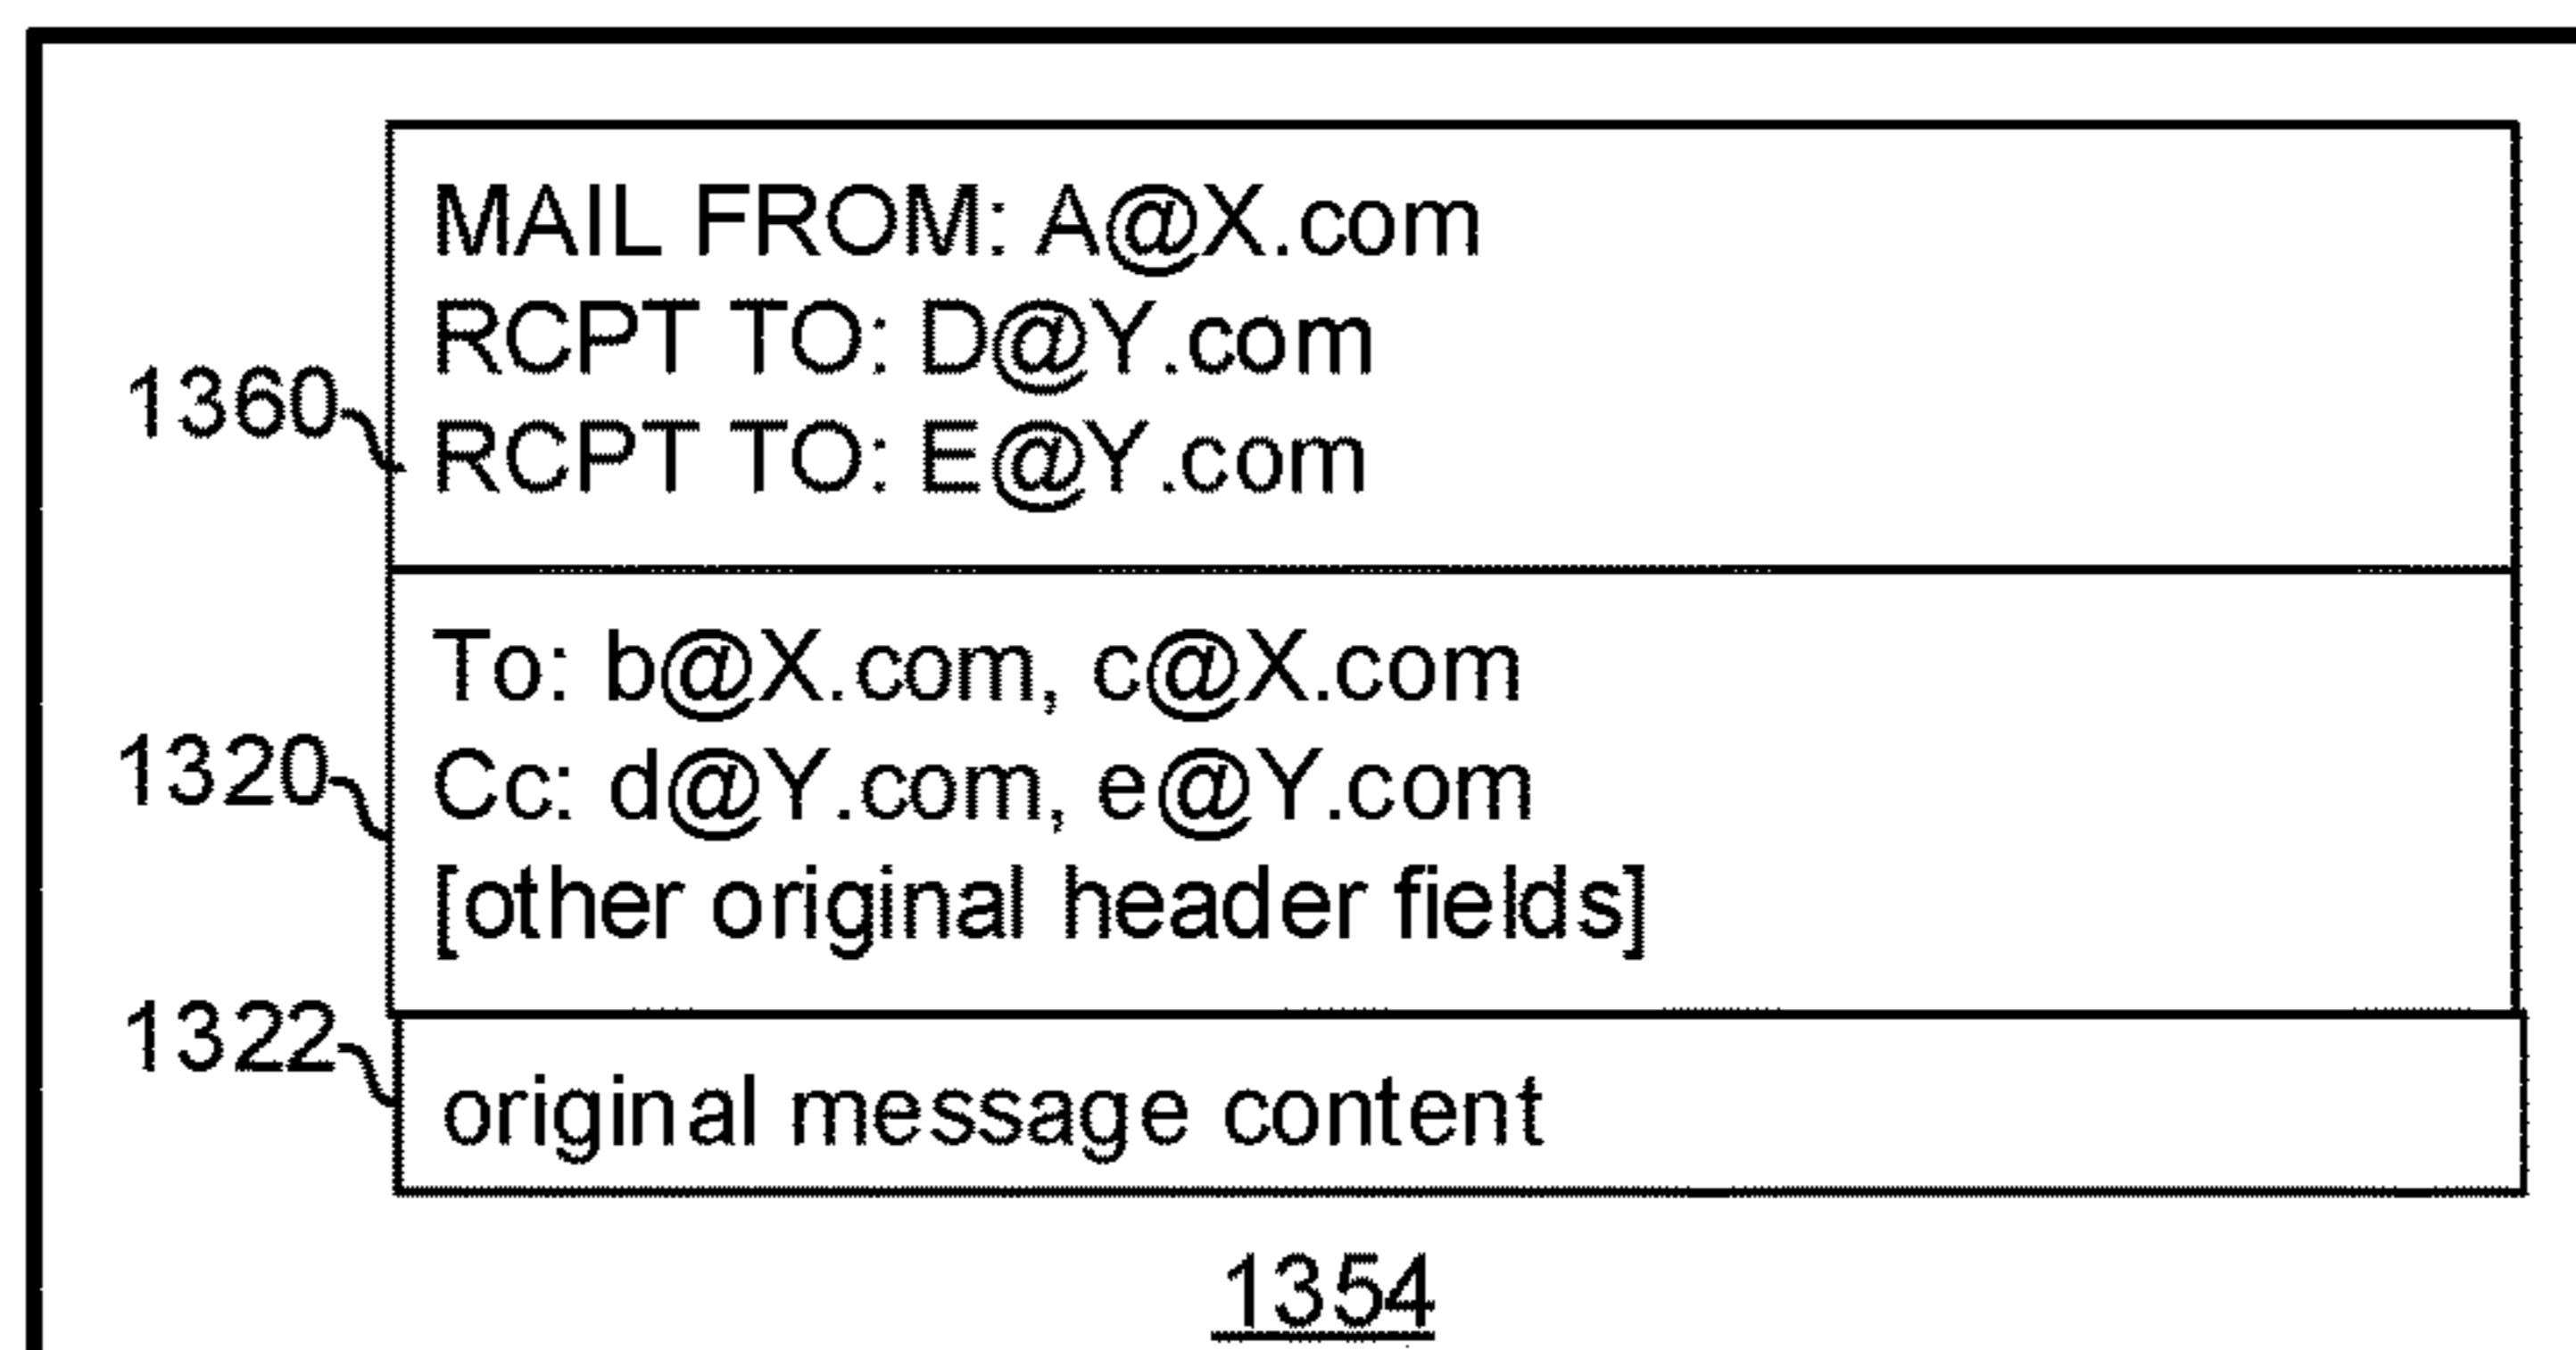 MAIL FROM: A@X.com
RCPT TO: D@Y.com
1360
RCPT TO: E@Y.com
To: b@X.com, c@X.com
1320
Cc: d@Y.com, e@Y.com
[other original header fields]
1322
original message content
1354